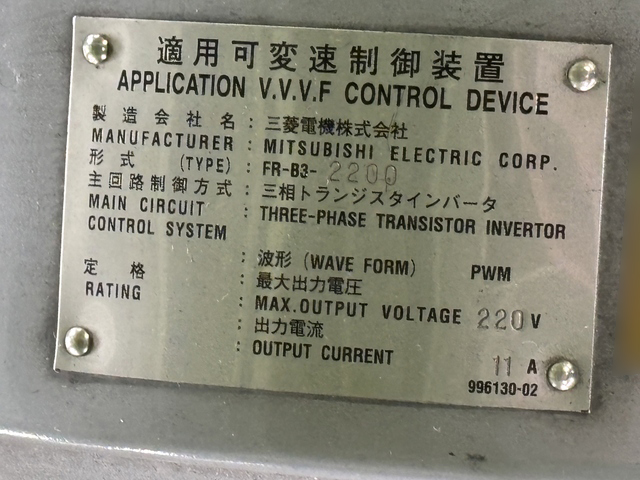 適用可変速制御装置
APPLICATION V.V.V.F CONTROL DEVICE
製造会社名 : 三菱電機株式会社
MANUFACTURER : MITSUBISHI ELECTRIC CORP.
形式 (TYPE) : FR-B3-2200
主回路制御方式 : 三相トランジスタインバータ
MAIN CIRCUIT : THREE-PHASE TRANSISTOR INVERTOR
CONTROL SYSTEM
定格 : 波形 (WAVE FORM) PWM
RATING : 最大出力電圧
: MAX.OUTPUT VOLTAGE 220 V
: 出力電流
: OUTPUT CURRENT 11 A
996130-02